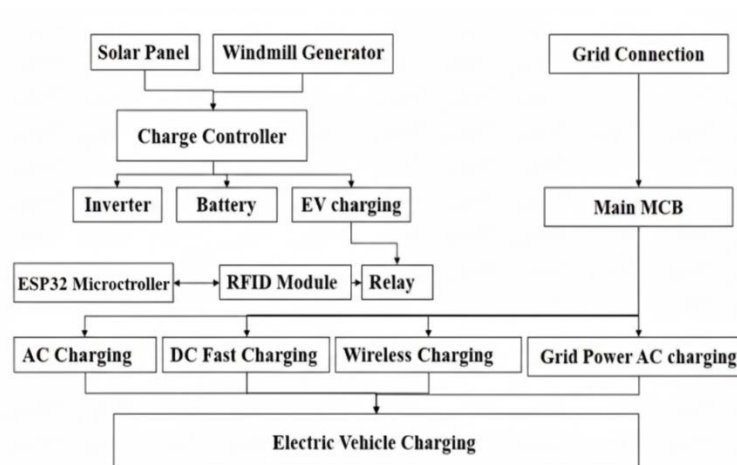 Solar Panel
Windmill Generator
Grid Connection
Charge Controller
Inverter
Battery
EV charging
Main MCB
ESP32 Microctroller
RFID Module
Relay
AC Charging
DC Fast Charging
Wireless Charging
Grid Power AC charging
Electric Vehicle Charging